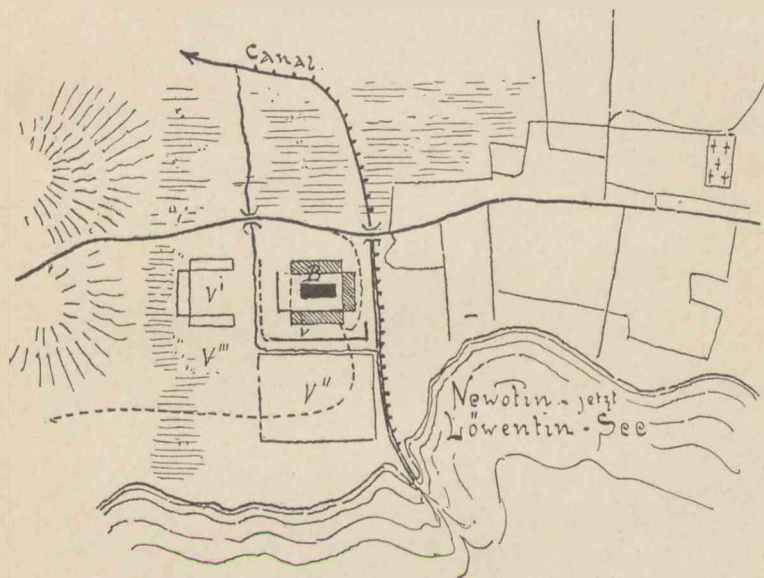 Canal.
B
V'
V
V'''
V''
Newotin - jetzt
Löwentin - See